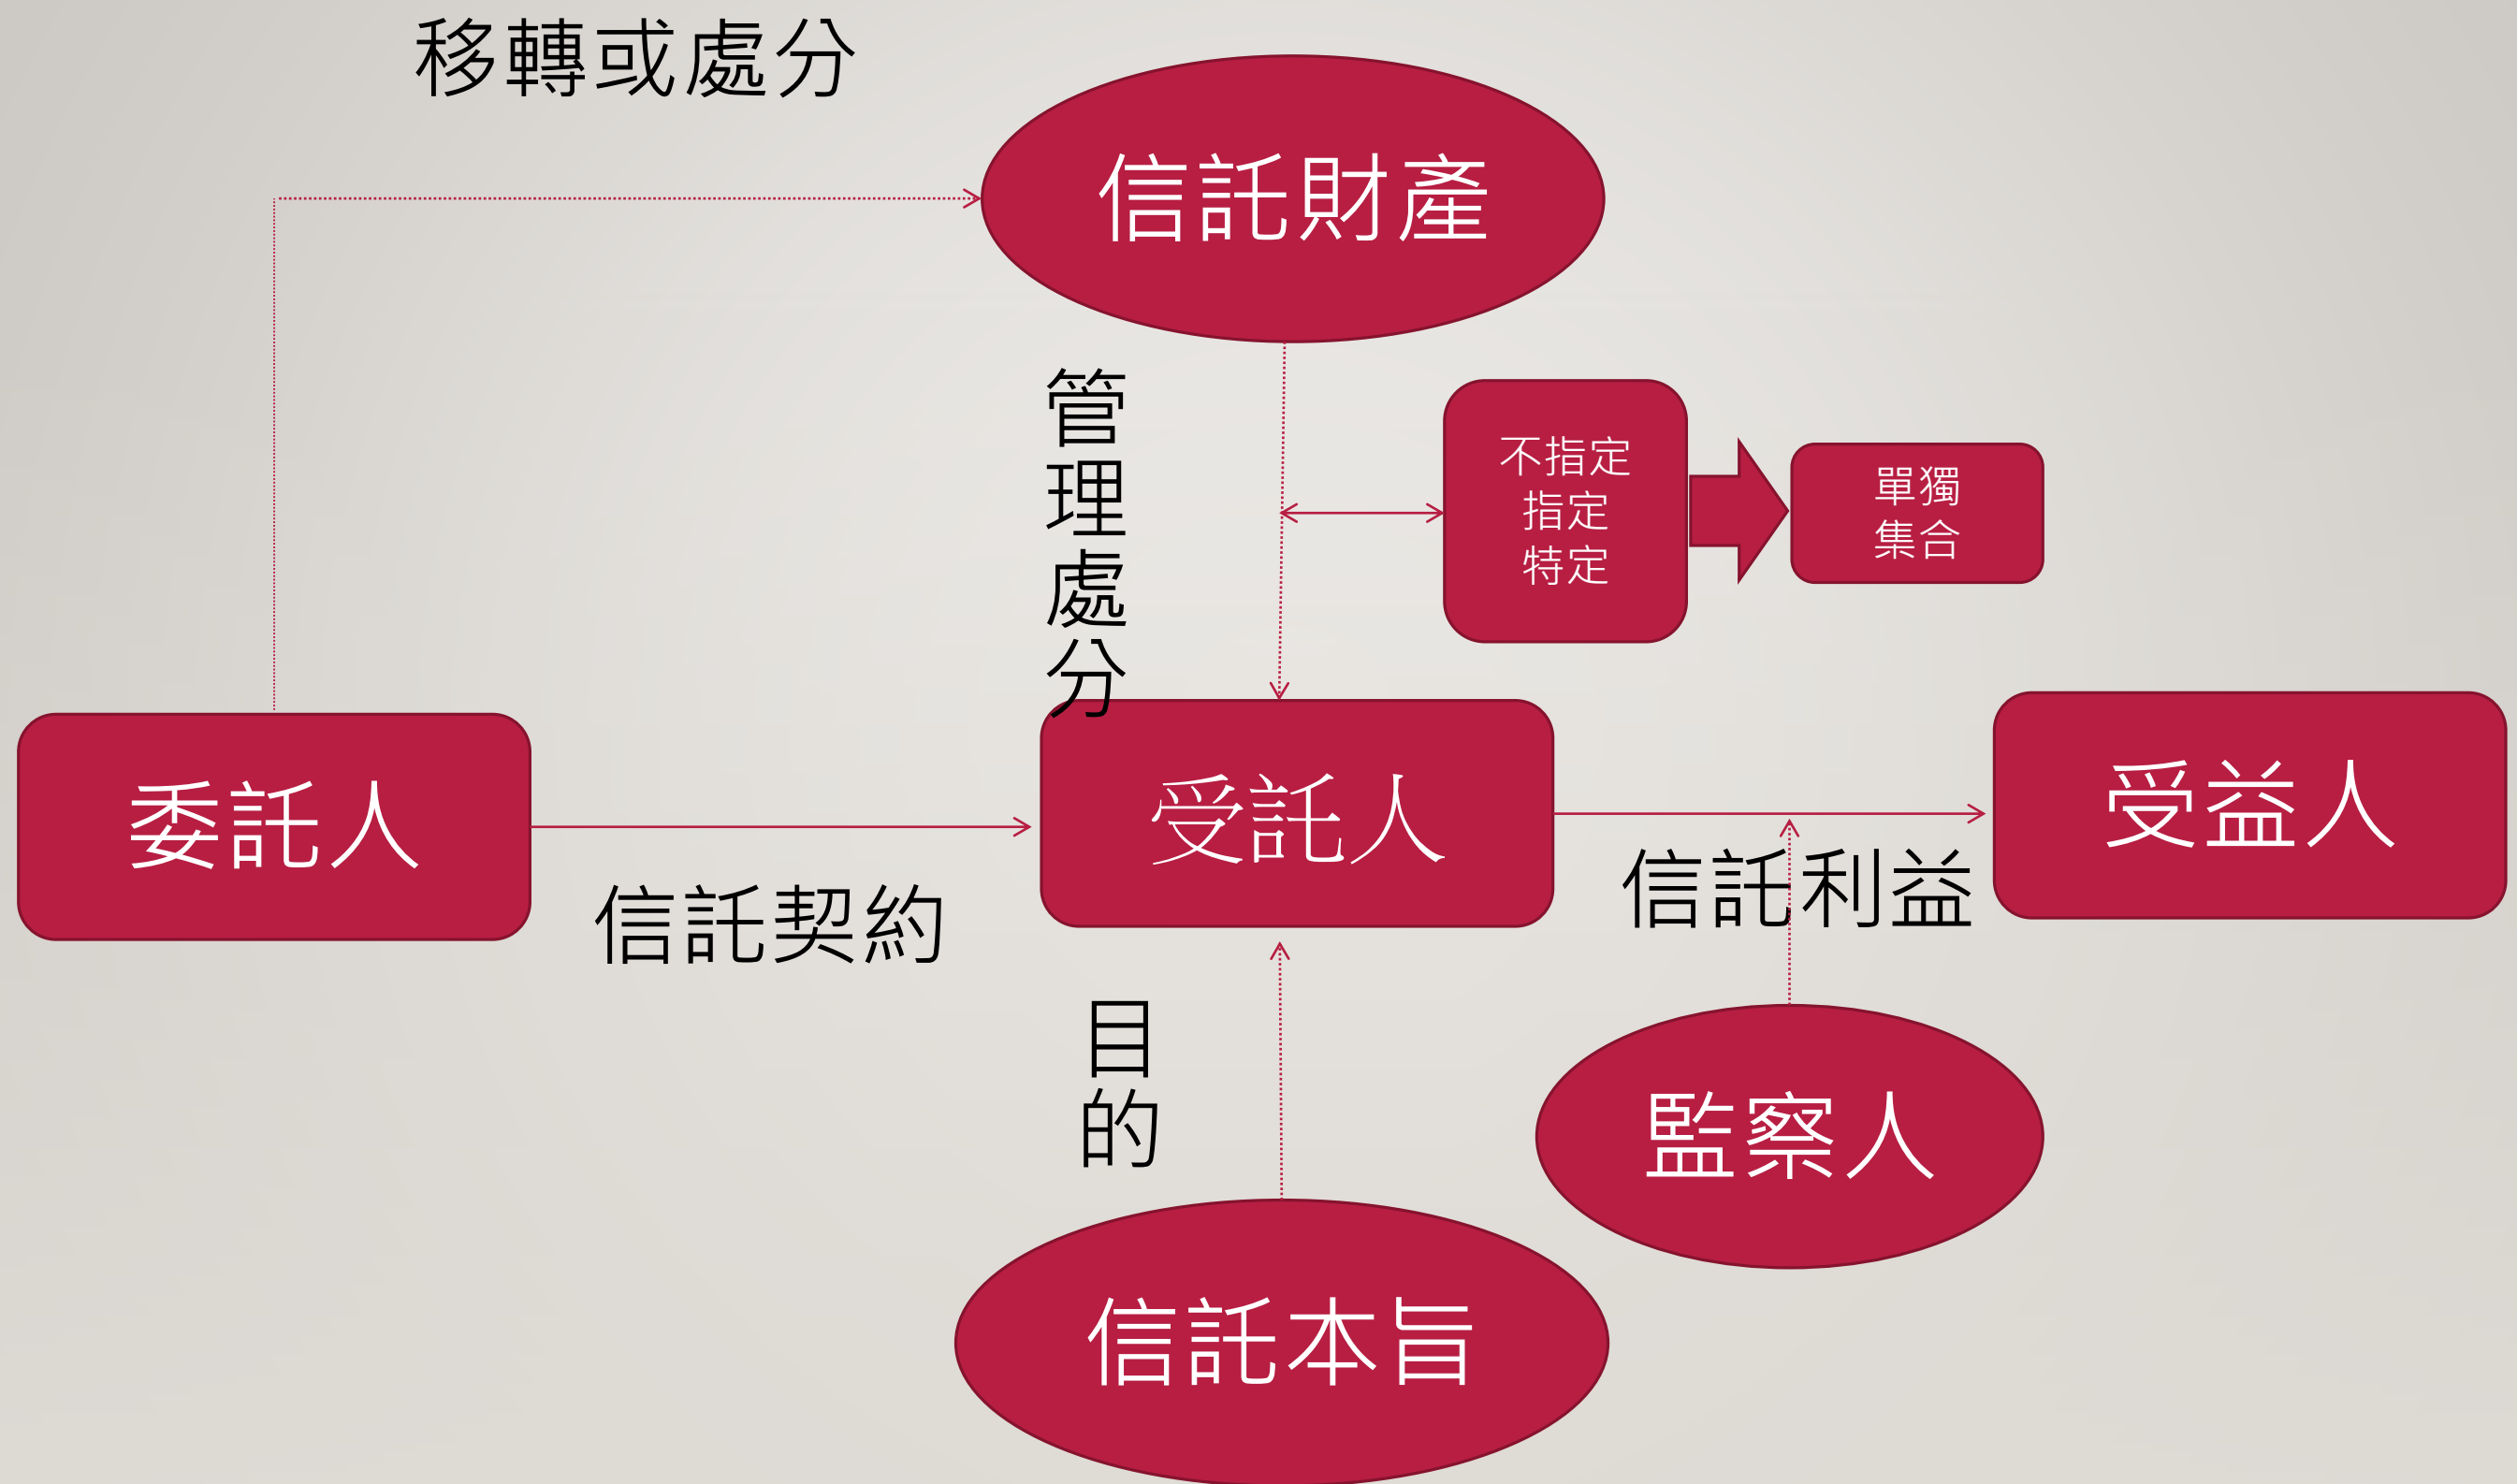 移轉或處分
信託財產
管
理
處
分
不指定
指定
特定
單獨
集合
委託人
信託契約
受託人
信託利益
受益人
目
的
監察人
信託本旨